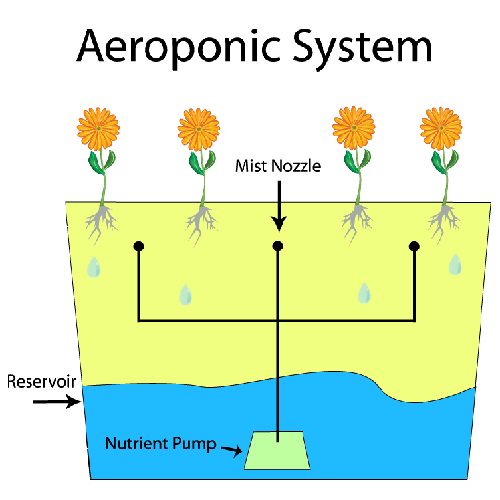 Aeroponic System
Mist Nozzle
Reservoir
Nutrient Pump